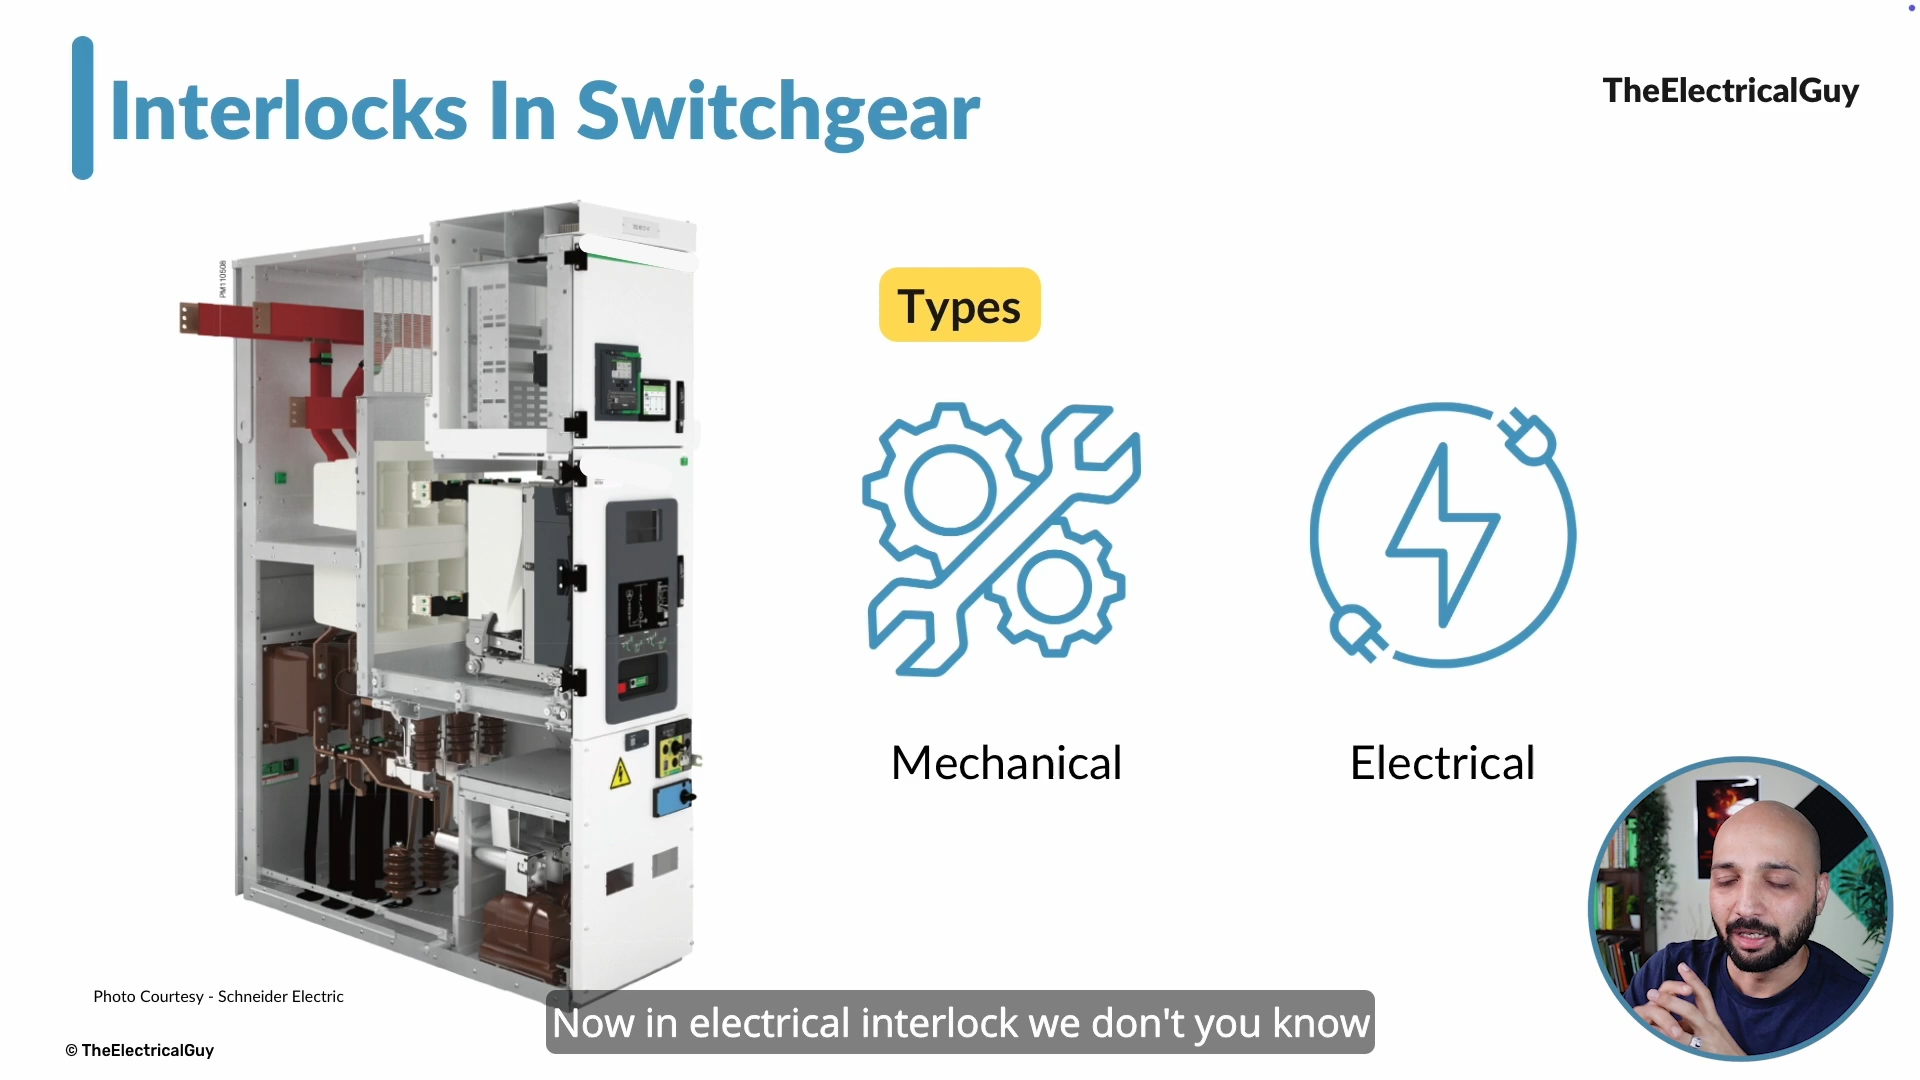 Interlocks In Switchgear
TheElectricalGuy
PM110508
Types
Mechanical
Electrical
Photo Courtesy - Schneider Electric
Now in electrical interlock we don't you know
© TheElectricalGuy